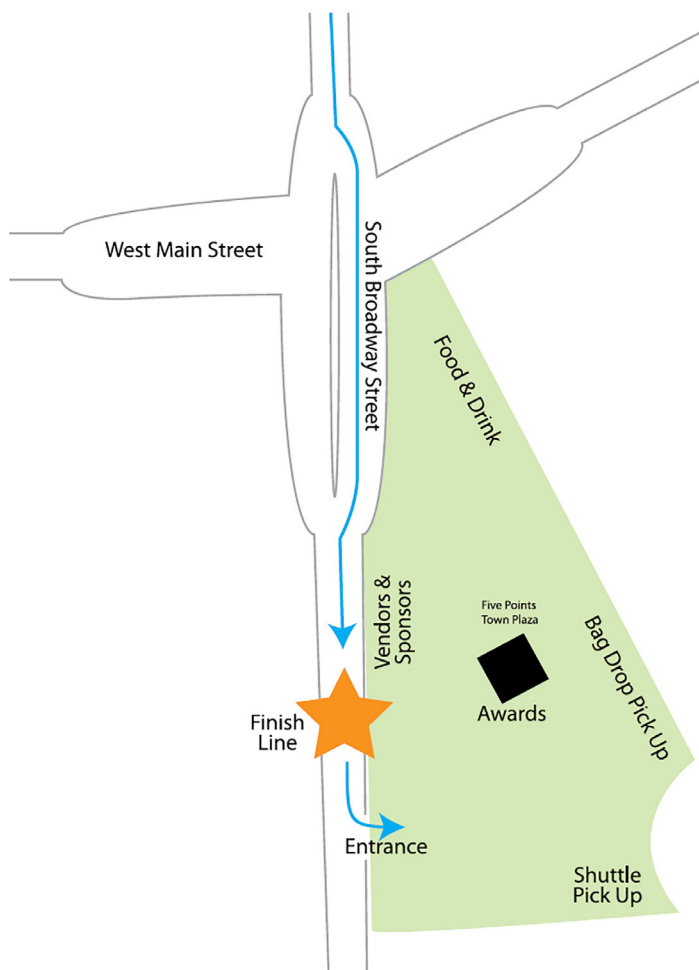 West Main Street
South Broadway Street
Food & Drink
Vendors &
Sponsors
Five Points
Town Plaza
Awards
Bag Drop Pick Up
Finish
Line
Entrance
Shuttle
Pick Up